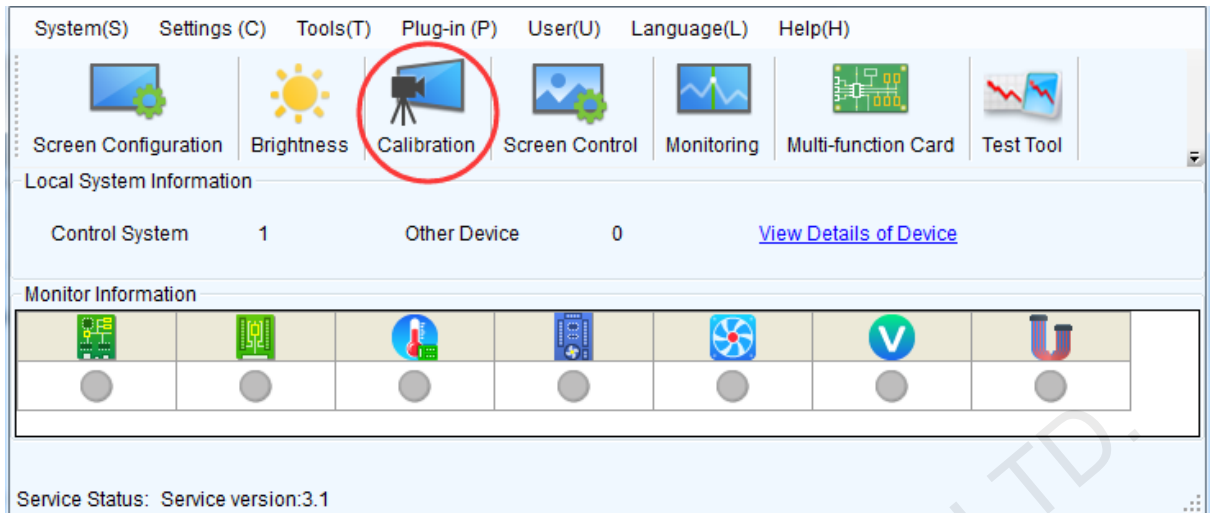 System(S) Settings (C) Tools(T) Plug-in (P) User(U) Language(L) Help(H)
Screen Configuration Brightness Calibration Screen Control Monitoring Multi-function Card Test Tool
Local System Information
Control System 1 Other Device 0 View Details of Device
Monitor Information
V
Service Status: Service version:3.1
LTD.